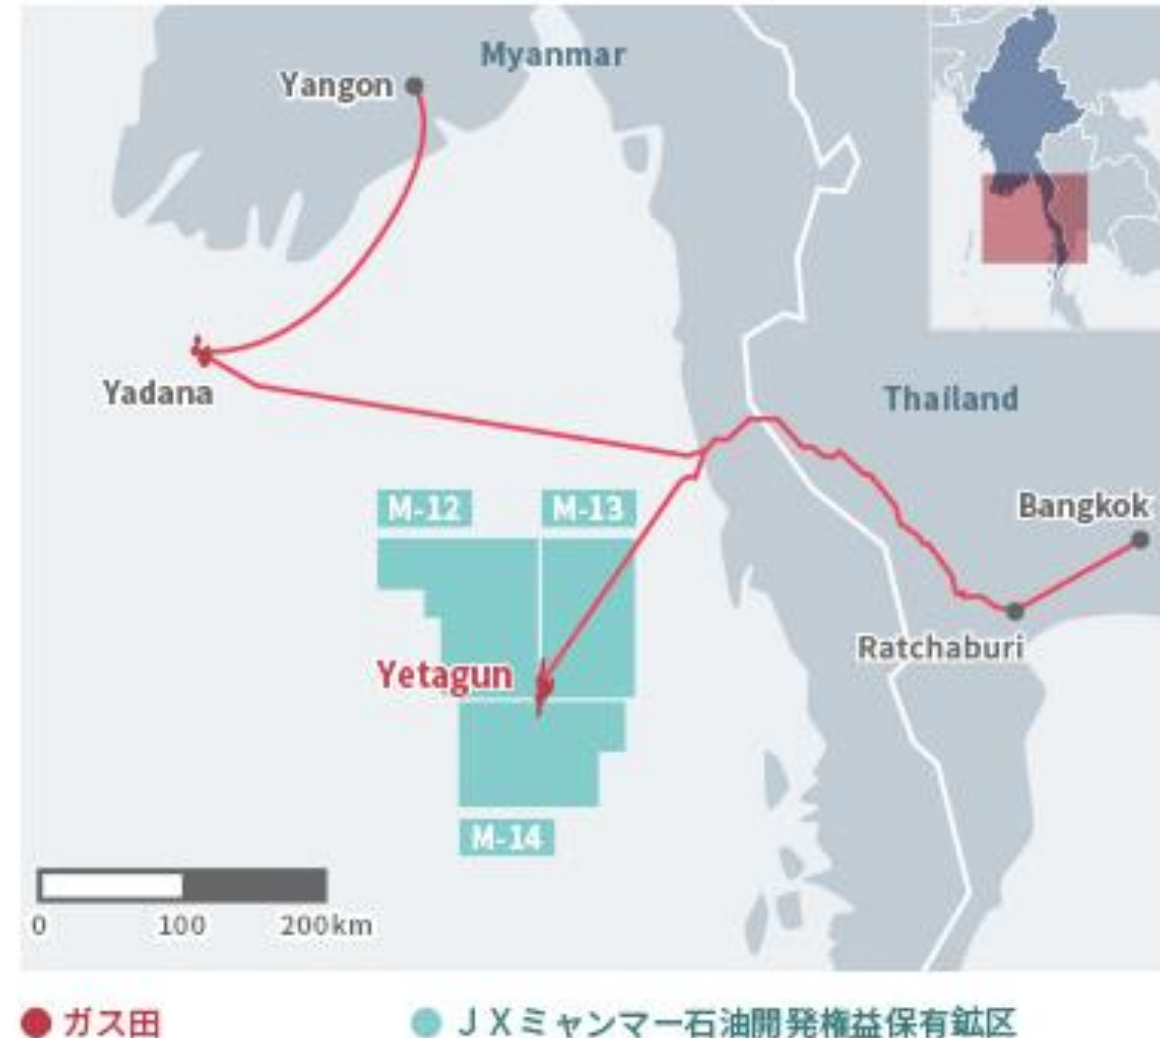 Myanmar
Yangon
Yadana
Thailand
Bangkok
M-12
M-13
Ratchaburi
Yetagun
M-14
0 100 200km
ガス田
JXミャンマー石油開発権益保有鉱区